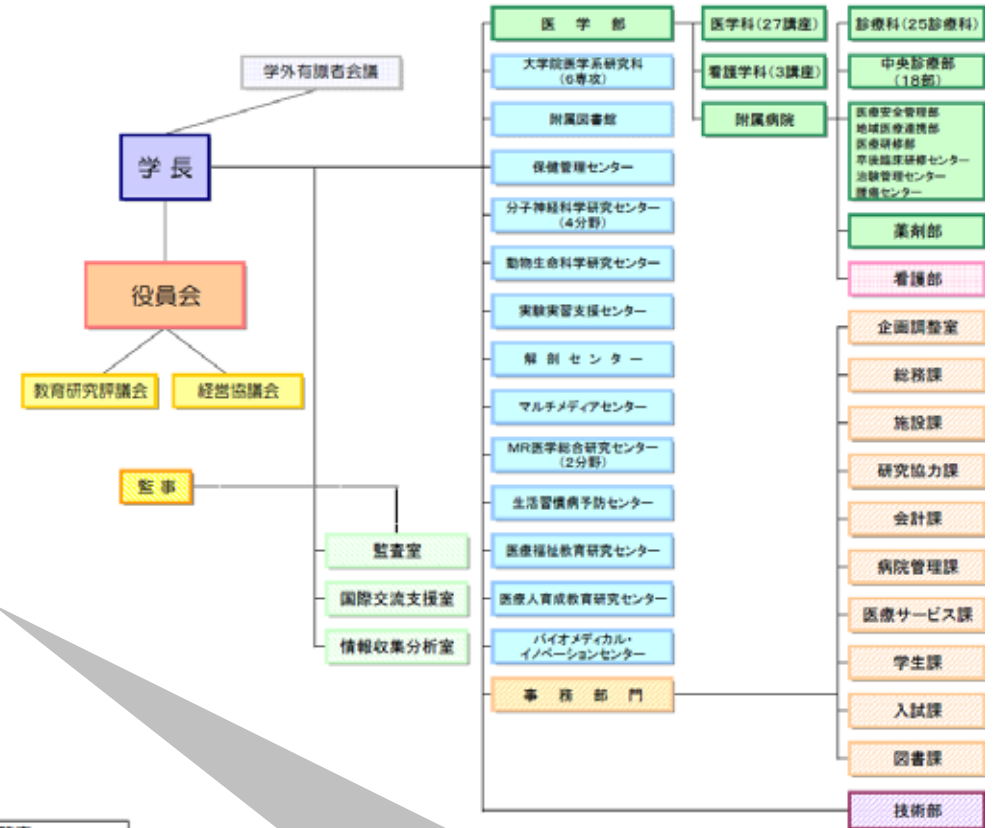 学外有識者会議
学長
役員会
教育研究評議会
経営協議会
監事
監査室
国際交流支援室
情報収集分析室
医学部
大学院医学系研究科
(6専攻)
附属図書館
保健管理センター
分子神経科学研究センター
(4分野)
動物生命科学研究センター
実験実習支援センター
解剖センター
マルチメディアセンター
MR医学総合研究センター
(2分野)
生活習慣病予防センター
医療福祉教育研究センター
医療人育成教育研究センター
バイオメディカル・
イノベーションセンター
事務部門
医学科(27講座)
看護学科(3講座)
附属病院
診療科(25診療科)
中央診療部
(18部)
医療安全管理部
地域医療連携部
医療研修部
卒後臨床研修センター
治験管理センター
腫瘍センター
薬剤部
看護部
企画調整室
総務課
施設課
研究協力課
会計課
病院管理課
医療サービス課
学生課
入試課
図書課
技術部